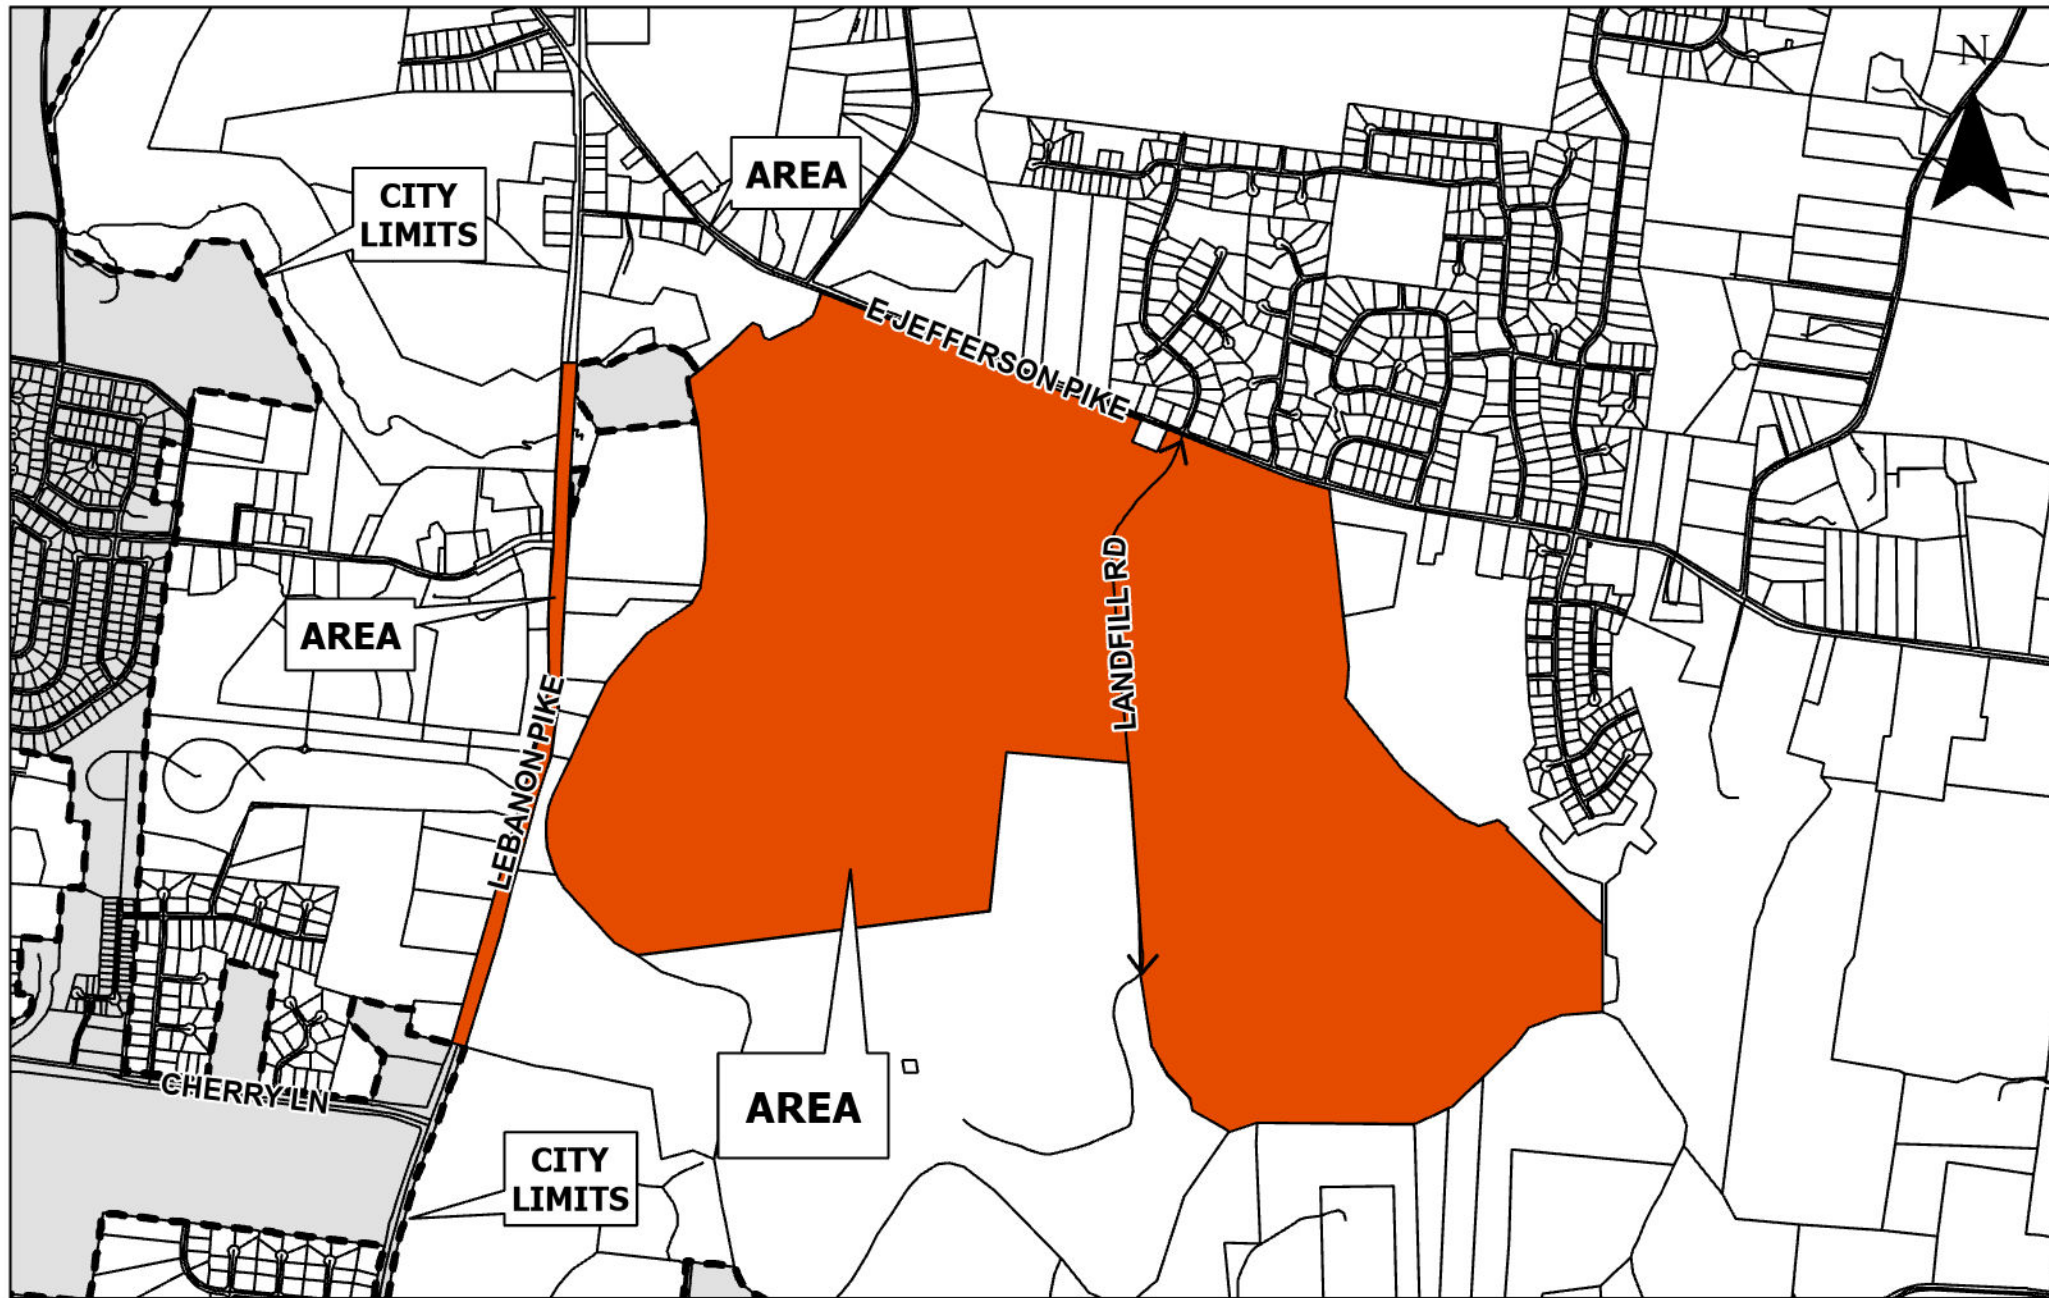 N
AREA
CITY
LIMITS
E JEFFERSON PIKE
LANDFILL RD
AREA
LEBANON PIKE
AREA
CHERRY LN
CITY
LIMITS